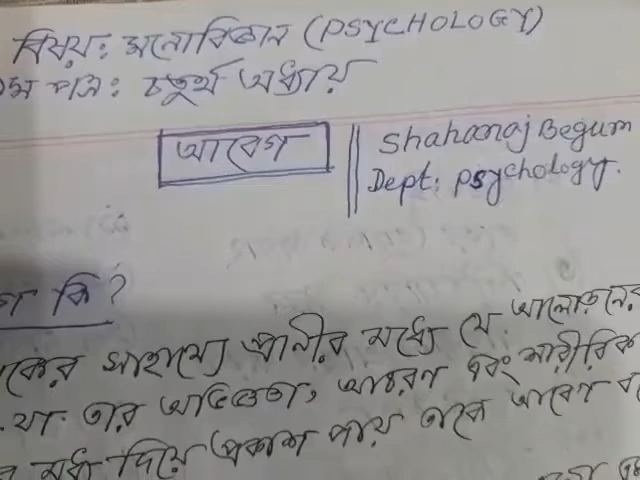 বিষয়: মনোবিজ্ঞান (PSYCHOLOGY)
পত্র: চতুর্থ অধ্যায়
আবেগ
Shahanaj Begum
Dept: psychology.
কি?
সাহায্যে প্রাণীর মধ্যে যে আলোড়নের
যা তার অভিজ্ঞতা, আচরণ এবং শারীরিক
মধ্য দিয়ে প্রকাশ পায় তাকে আবেগ